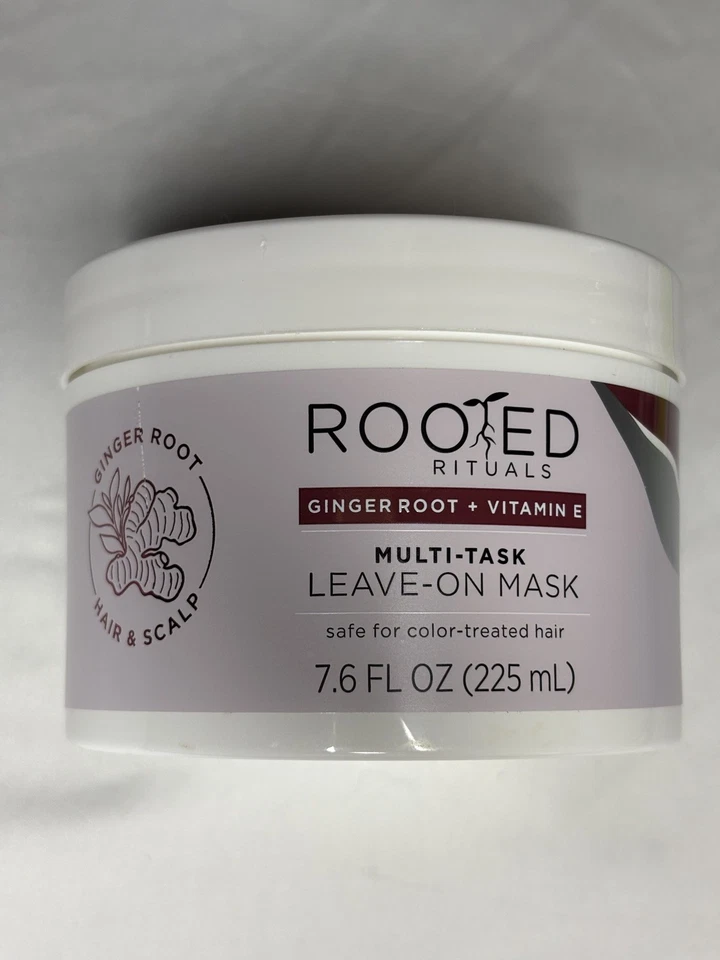 GINGER ROOT
HAIR & SCALP
ROOTED
RITUALS
GINGER ROOT + VITAMIN E
MULTI-TASK
LEAVE-ON MASK
safe for color-treated hair
7.6 FL OZ (225 mL)